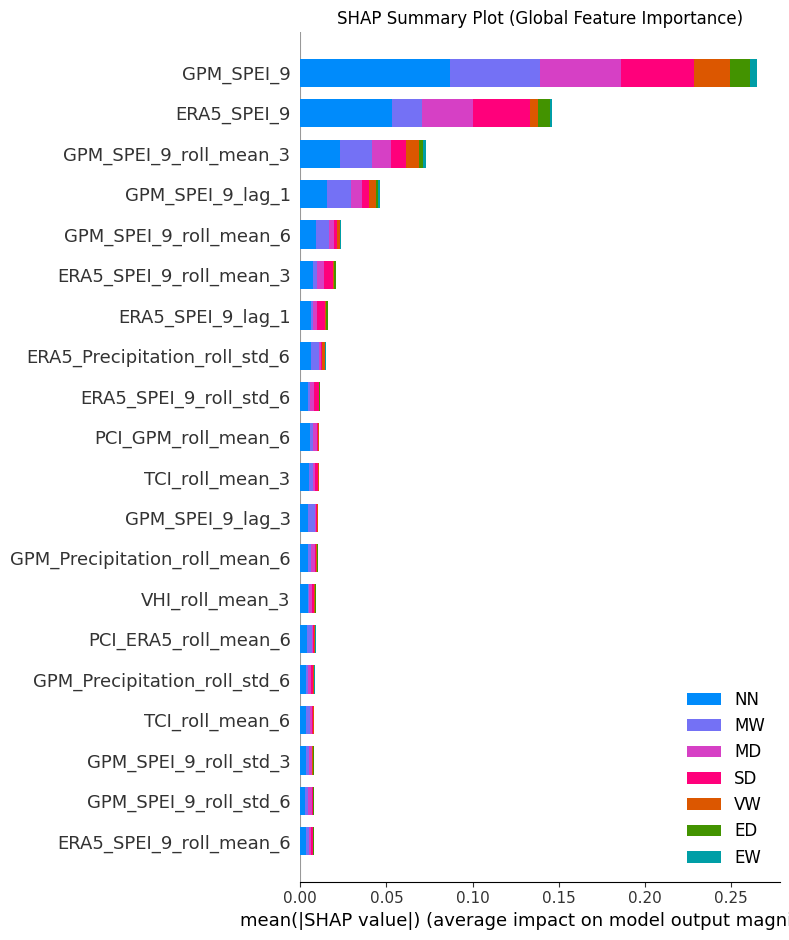 SHAP Summary Plot (Global Feature Importance)
GPM_SPEI_9
ERA5_SPEI_9
GPM_SPEI_9_roll_mean_3
GPM_SPEI_9_lag_1
GPM_SPEI_9_roll_mean_6
ERA5_SPEI_9_roll_mean_3
ERA5_SPEI_9_lag_1
ERA5_Precipitation_roll_std_6
ERA5_SPEI_9_roll_std_6
PCI_GPM_roll_mean_6
TCI_roll_mean_3
GPM_SPEI_9_lag_3
GPM_Precipitation_roll_mean_6
VHI_roll_mean_3
PCI_ERA5_roll_mean_6
GPM_Precipitation_roll_std_6
TCI_roll_mean_6
GPM_SPEI_9_roll_std_3
GPM_SPEI_9_roll_std_6
ERA5_SPEI_9_roll_mean_6
NN
MW
MD
SD
VW
ED
EW
0.00 0.05 0.10 0.15 0.20 0.25
mean(|SHAP value|) (average impact on model output magni